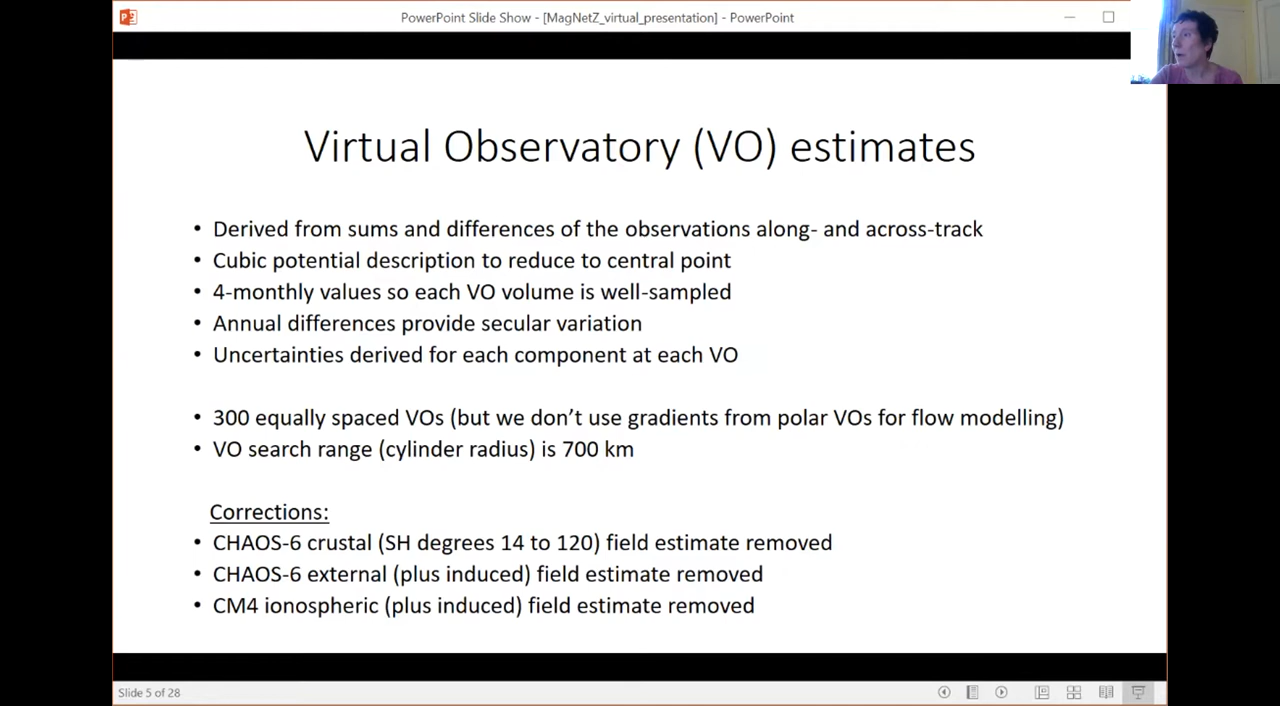 PowerPoint Slide Show - [MagNetZ_virtual_presentation] - PowerPoint
Virtual Observatory (VO) estimates
• Derived from sums and differences of the observations along- and across-track
• Cubic potential description to reduce to central point
• 4-monthly values so each VO volume is well-sampled
• Annual differences provide secular variation
• Uncertainties derived for each component at each VO
• 300 equally spaced VOs (but we don't use gradients from polar VOs for flow modelling)
• VO search range (cylinder radius) is 700 km
Corrections:
• CHAOS-6 crustal (SH degrees 14 to 120) field estimate removed
• CHAOS-6 external (plus induced) field estimate removed
• CM4 ionospheric (plus induced) field estimate removed
Slide 5 of 28